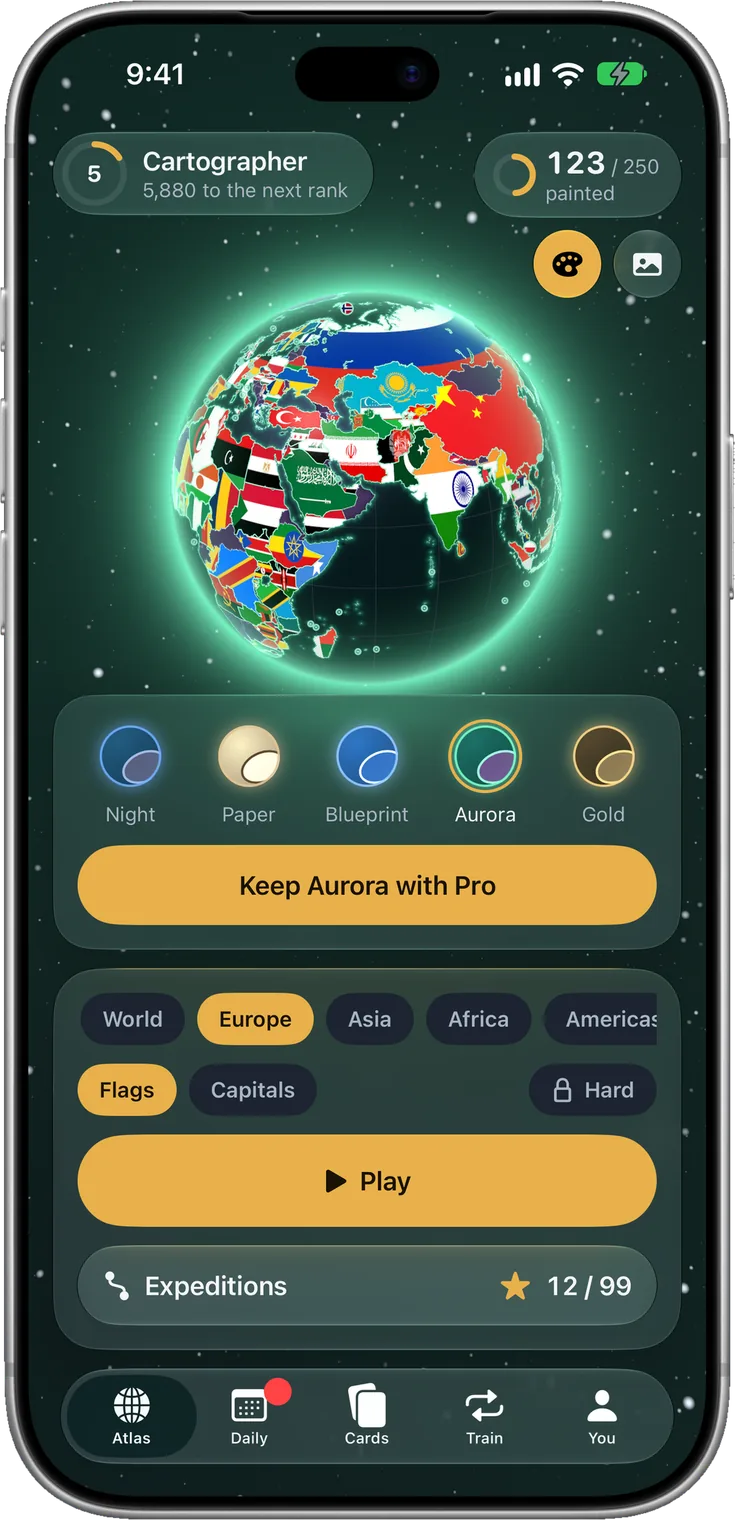 9:41
5
Cartographer
5,880 to the next rank
123 / 250
painted
Night
Paper
Blueprint
Aurora
Gold
Keep Aurora with Pro
World
Europe
Asia
Africa
Americas
Flags
Capitals
Hard
Play
Expeditions
12 / 99
Atlas
Daily
Cards
Train
You